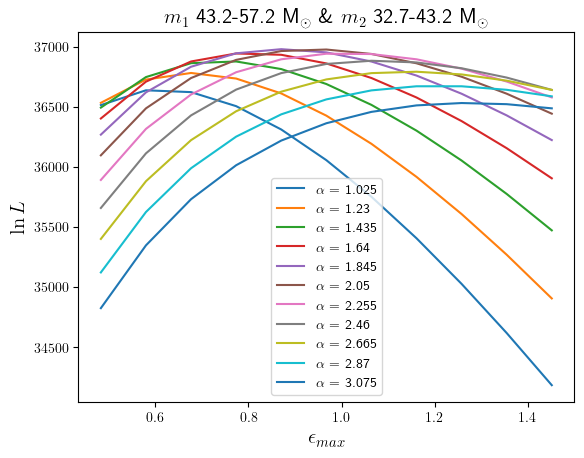 m₁ 43.2-57.2 M⊙ & m₂ 32.7-43.2 M⊙
37000
36500
36000
35500
35000
34500
ln L
α = 1.025
α = 1.23
α = 1.435
α = 1.64
α = 1.845
α = 2.05
α = 2.255
α = 2.46
α = 2.665
α = 2.87
α = 3.075
0.6 0.8 1.0 1.2 1.4
ϵmax